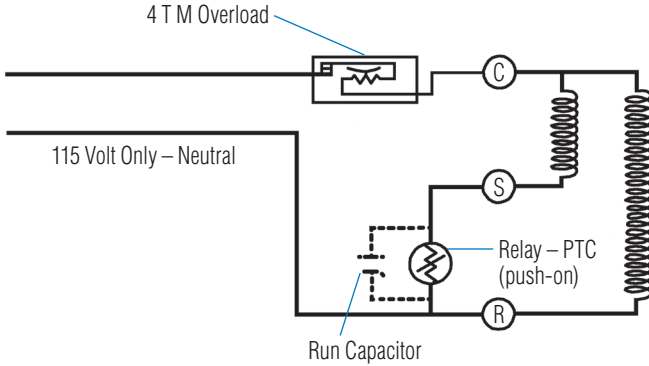 4 T M Overload
C
115 Volt Only – Neutral
S
Relay – PTC
(push-on)
R
Run Capacitor